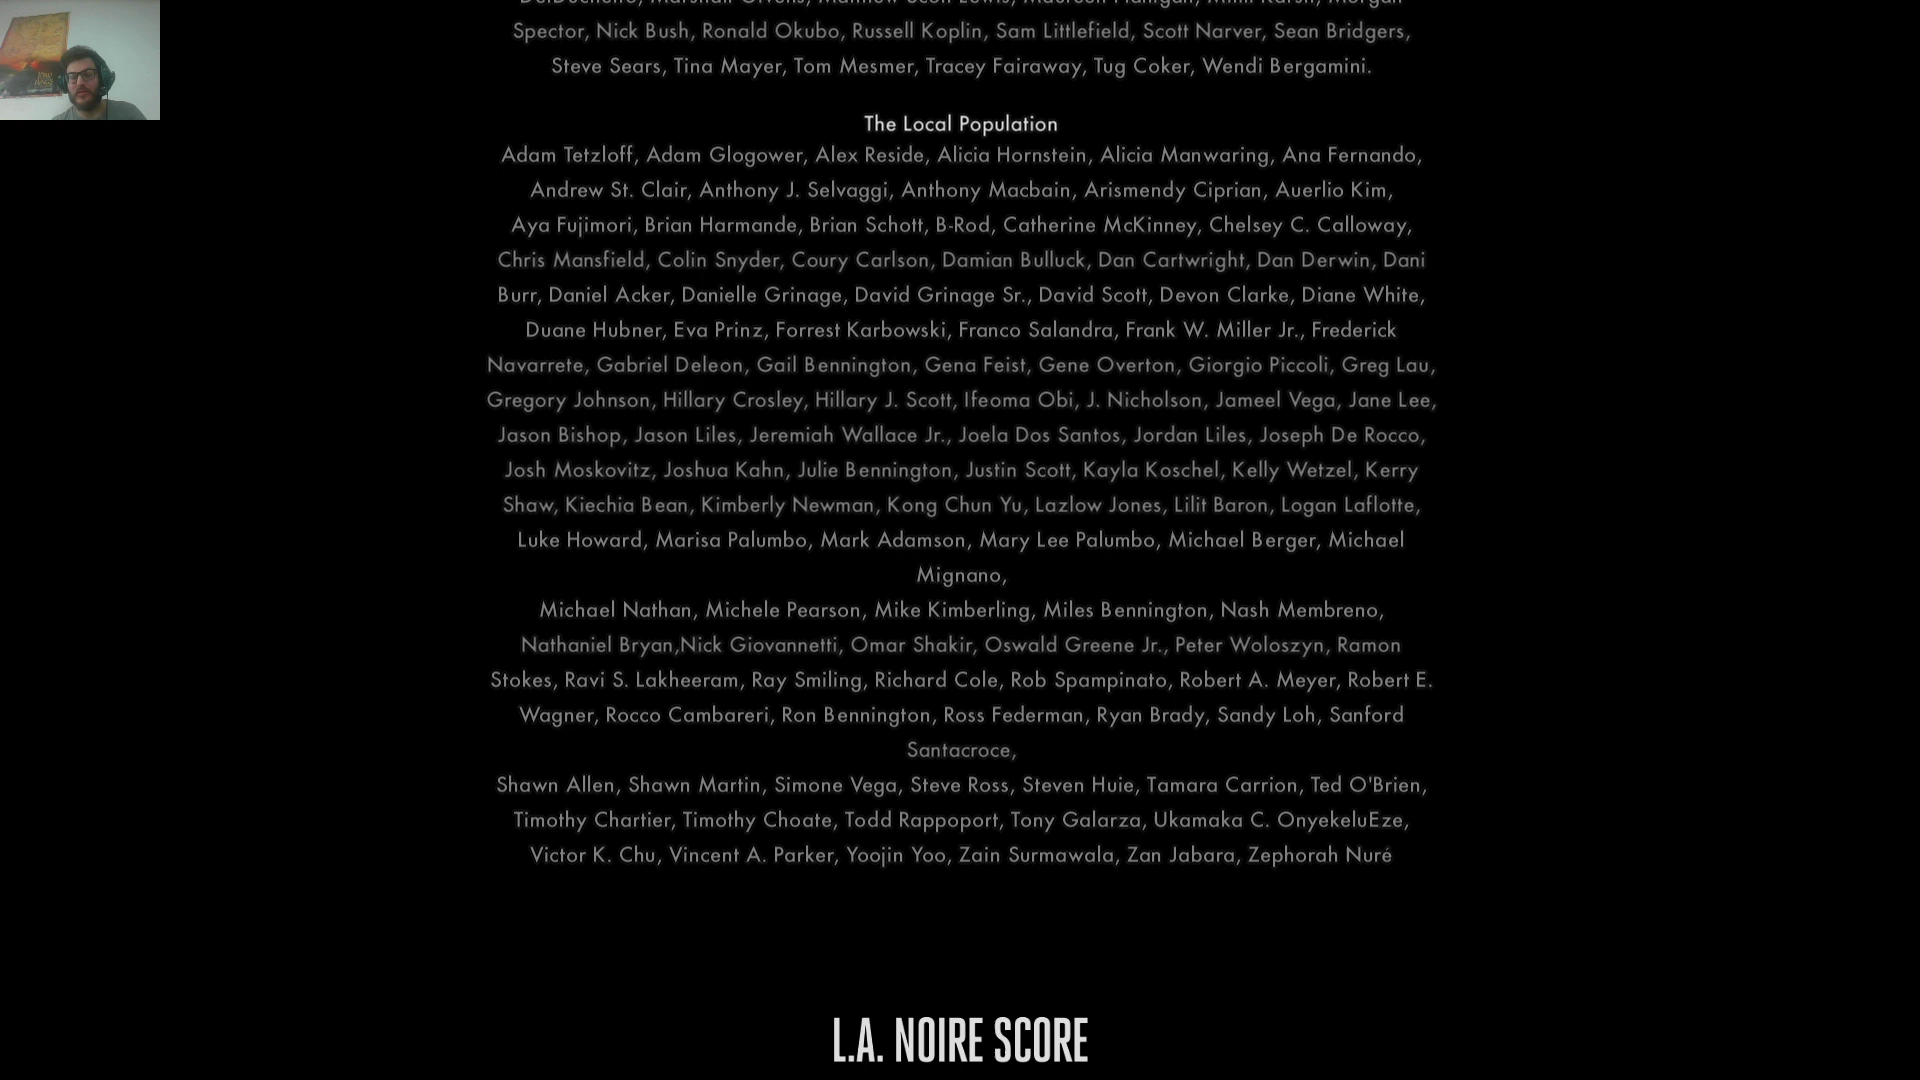 Spector, Nick Bush, Ronald Okubo, Russell Koplin, Sam Littlefield, Scott Narver, Sean Bridgers,
Steve Sears, Tina Mayer, Tom Mesmer, Tracey Fairaway, Tug Coker, Wendi Bergamini.
The Local Population
Adam Tetzloff, Adam Glogower, Alex Reside, Alicia Hornstein, Alicia Manwaring, Ana Fernando,
Andrew St. Clair, Anthony J. Selvaggi, Anthony Macbain, Arismendy Ciprian, Auerlio Kim,
Aya Fujimori, Brian Harmande, Brian Schott, B-Rod, Catherine McKinney, Chelsey C. Calloway,
Chris Mansfield, Colin Snyder, Coury Carlson, Damian Bulluck, Dan Cartwright, Dan Derwin, Dani
Burr, Daniel Acker, Danielle Grinage, David Grinage Sr., David Scott, Devon Clarke, Diane White,
Duane Hubner, Eva Prinz, Forrest Karbowski, Franco Salandra, Frank W. Miller Jr., Frederick
Navarrete, Gabriel Deleon, Gail Bennington, Gena Feist, Gene Overton, Giorgio Piccoli, Greg Lau,
Gregory Johnson, Hillary Crosley, Hillary J. Scott, Ifeoma Obi, J. Nicholson, Jameel Vega, Jane Lee,
Jason Bishop, Jason Liles, Jeremiah Wallace Jr., Joela Dos Santos, Jordan Liles, Joseph De Rocco,
Josh Moskovitz, Joshua Kahn, Julie Bennington, Justin Scott, Kayla Koschel, Kelly Wetzel, Kerry
Shaw, Kiechia Bean, Kimberly Newman, Kong Chun Yu, Lazlow Jones, Lilit Baron, Logan Laflotte,
Luke Howard, Marisa Palumbo, Mark Adamson, Mary Lee Palumbo, Michael Berger, Michael
Mignano,
Michael Nathan, Michele Pearson, Mike Kimberling, Miles Bennington, Nash Membreno,
Nathaniel Bryan,Nick Giovannetti, Omar Shakir, Oswald Greene Jr., Peter Woloszyn, Ramon
Stokes, Ravi S. Lakheeram, Ray Smiling, Richard Cole, Rob Spampinato, Robert A. Meyer, Robert E.
Wagner, Rocco Cambareri, Ron Bennington, Ross Federman, Ryan Brady, Sandy Loh, Sanford
Santacroce,
Shawn Allen, Shawn Martin, Simone Vega, Steve Ross, Steven Huie, Tamara Carrion, Ted O'Brien,
Timothy Chartier, Timothy Choate, Todd Rappoport, Tony Galarza, Ukamaka C. OnyekeluEze,
Victor K. Chu, Vincent A. Parker, Yoojin Yoo, Zain Surmawala, Zan Jabara, Zephorah Nuré
L.A. NOIRE SCORE